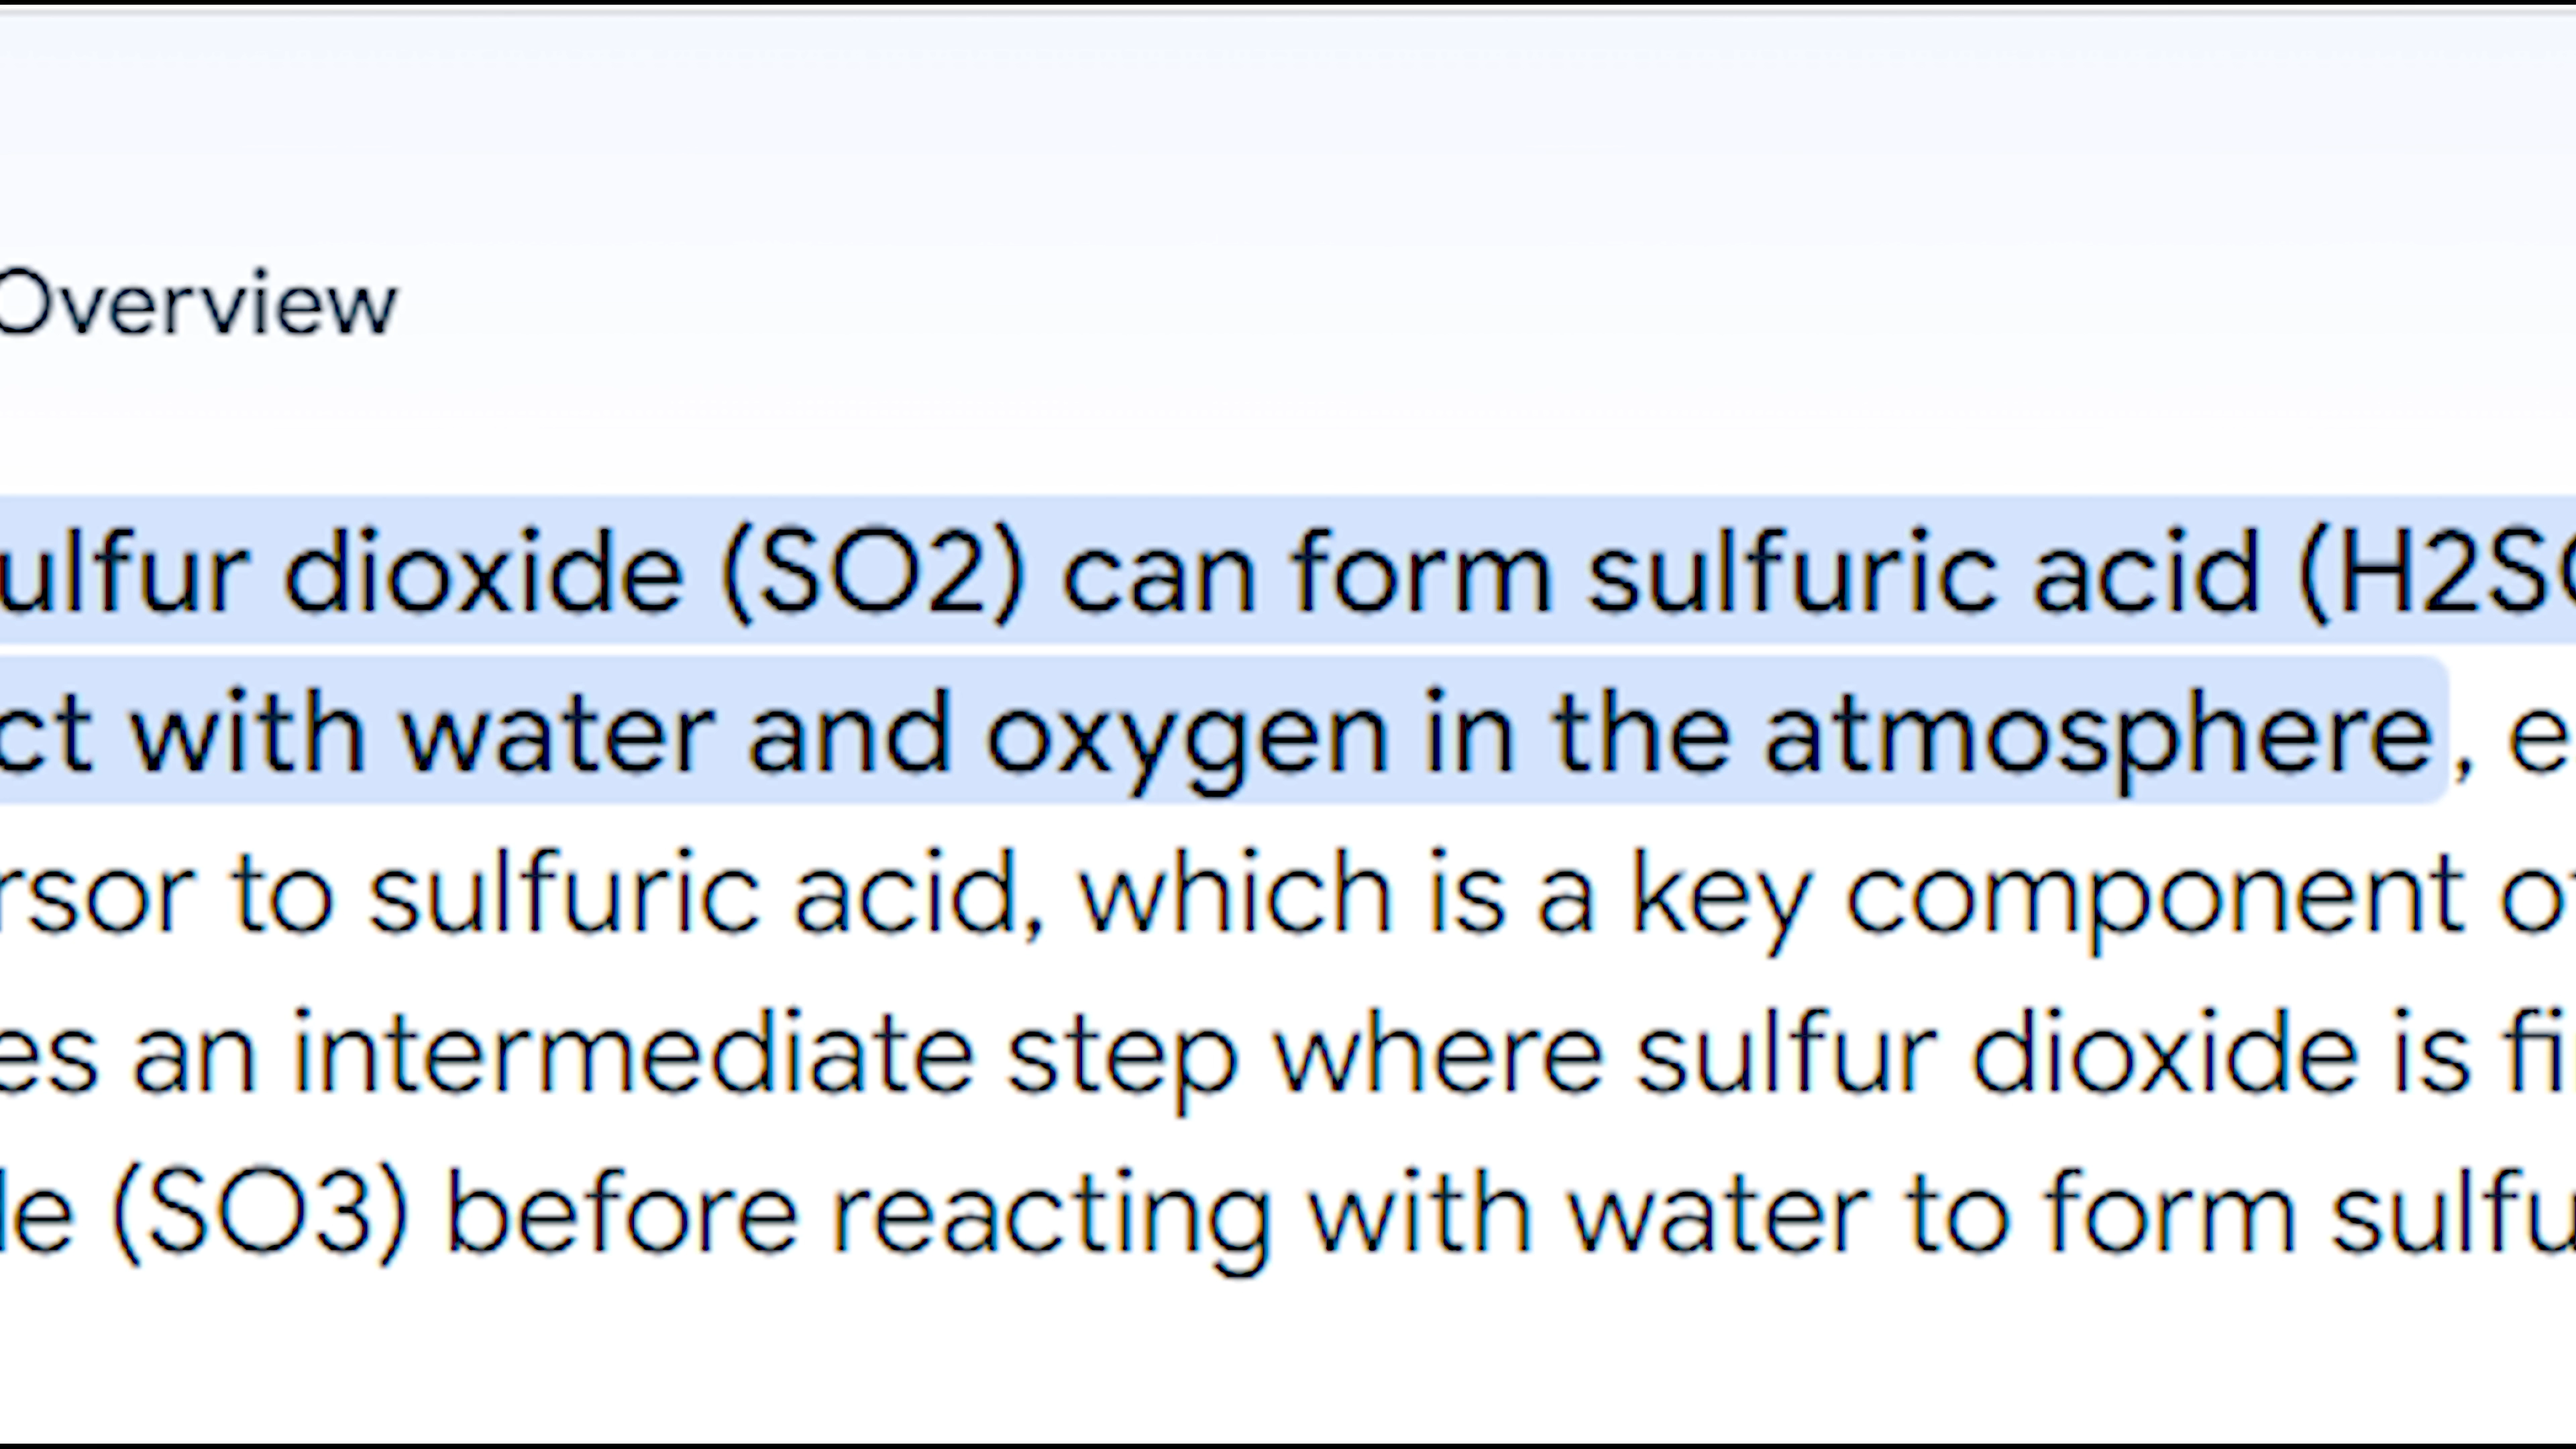 Overview
ulfur dioxide (SO2) can form sulfuric acid (H2SO
ct with water and oxygen in the atmosphere, e
rsor to sulfuric acid, which is a key component of
es an intermediate step where sulfur dioxide is fi
le (SO3) before reacting with water to form sulfu